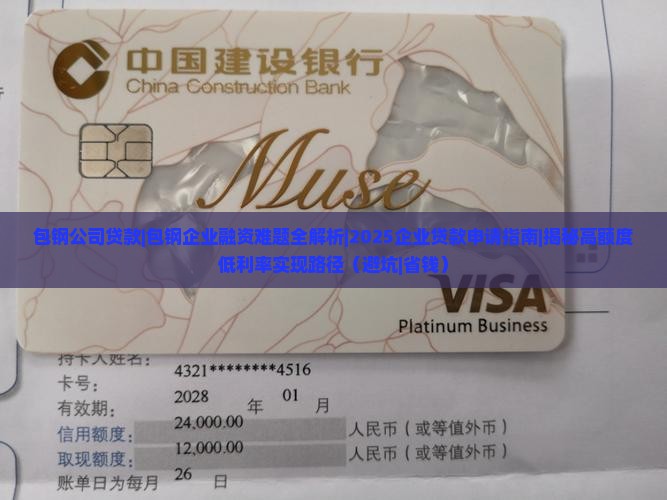 中国建设银行
China Construction Bank
Muse
包钢公司贷款|包钢企业融资难题全解析|2025企业贷款申请指南|揭秘高额度
低利率实现路径（避坑|省钱）
VISA
Platinum Business
持卡人姓名：
卡号： 4321********4516
有效期： 2028 年 01 月
信用额度： 24,000.00 人民币（或等值外币）
取现额度： 12,000.00 人民币（或等值外币）
账单日为每月 26 日